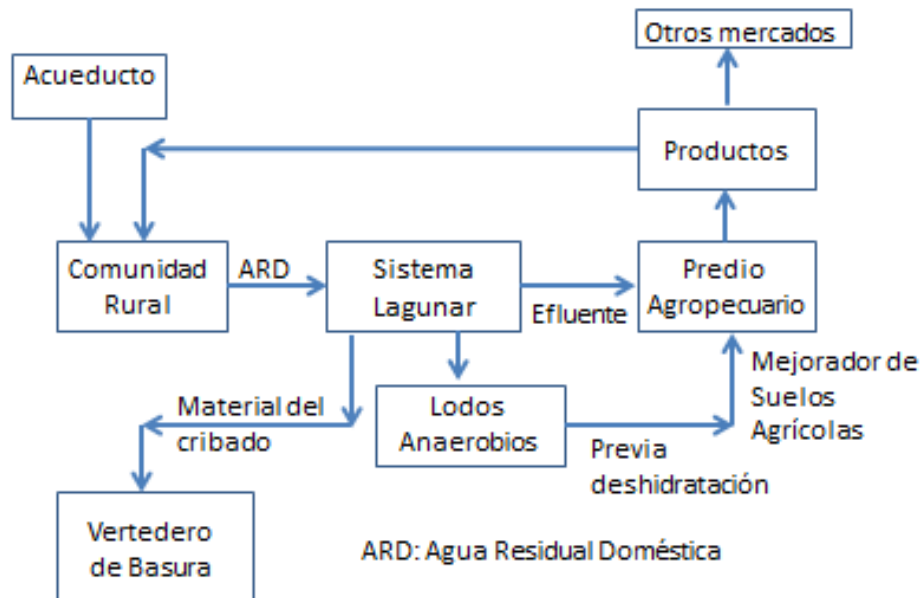 Otros mercados
Acueducto
Productos
Comunidad
Rural
ARD
Sistema
Lagunar
Efluente
Predio
Agropecuario
Material del
cribado
Lodos
Anaerobios
Previa
deshidratación
Mejorador de
Suelos
Agrícolas
Vertedero
de Basura
ARD: Agua Residual Doméstica